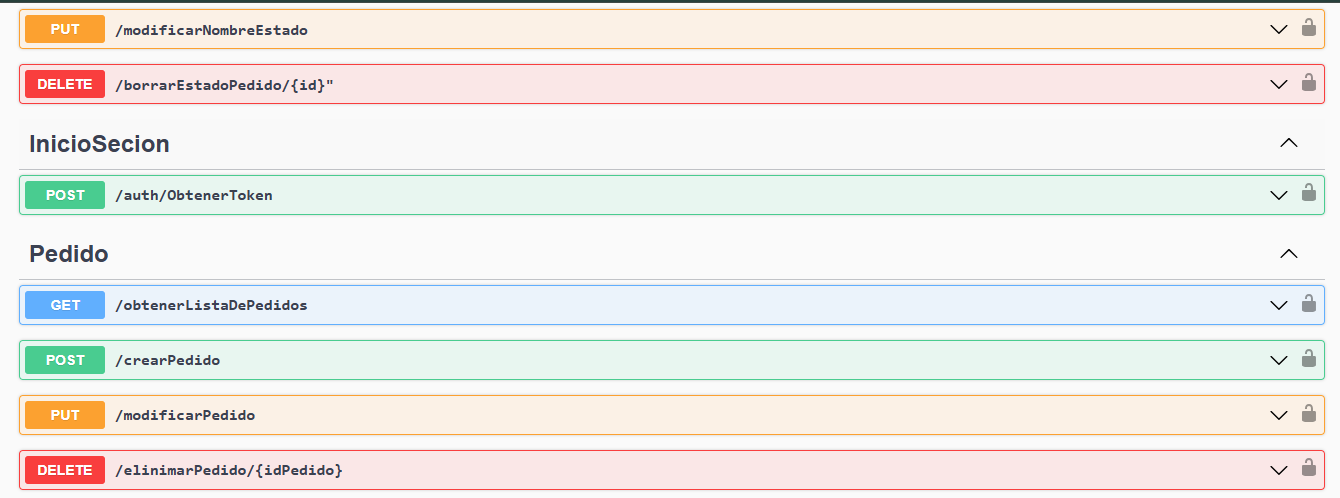 PUT /modificarNombreEstado
DELETE /borrarEstadoPedido/{id}"
InicioSecion
POST /auth/ObtenerToken
Pedido
GET /obtenerListaDePedidos
POST /crearPedido
PUT /modificarPedido
DELETE /elinimarPedido/{idPedido}